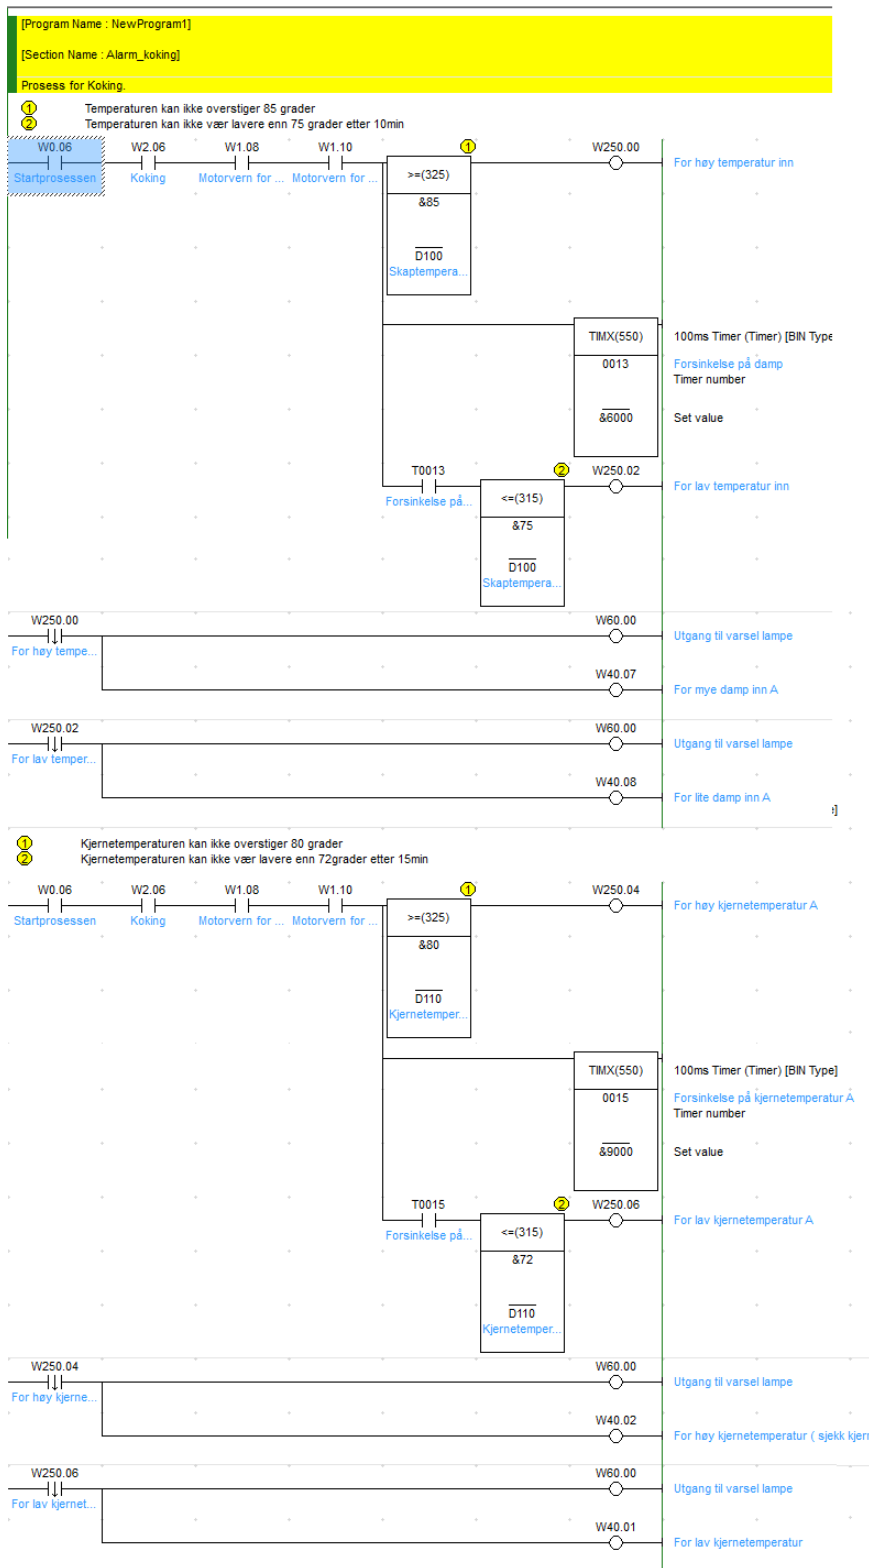 [Program Name : NewProgram1]
[Section Name : Alarm_koking]
Prosess for Koking.
1 Temperaturen kan ikke overstiger 85 grader
2 Temperaturen kan ikke vær lavere enn 75 grader etter 10min
W0.06 W2.06 W1.08 W1.10 1 W250.00
Startprosessen Koking Motorvern for ... Motorvern for ... >=(325) For høy temperatur inn
&85
D100
Skaptempera...
TIMX(550) 100ms Timer (Timer) [BIN Type
0013 Forsinkelse på damp
Timer number
&6000 Set value
T0013 2 W250.02
Forsinkelse på... <=(315) For lav temperatur inn
&75
D100
Skaptempera...
W250.00 W60.00
For høy tempe... Utgang til varsel lampe
W40.07
For mye damp inn A
W250.02 W60.00
For lav temper... Utgang til varsel lampe
W40.08
For lite damp inn A
]
1 Kjernetemperaturen kan ikke overstiger 80 grader
2 Kjernetemperaturen kan ikke vær lavere enn 72grader etter 15min
W0.06 W2.06 W1.08 W1.10 1 W250.04
Startprosessen Koking Motorvern for ... Motorvern for ... >=(325) For høy kjernetemperatur A
&80
D110
Kjernetemper...
TIMX(550) 100ms Timer (Timer) [BIN Type]
0015 Forsinkelse på kjernetemperatur A
Timer number
&9000 Set value
T0015 2 W250.06
Forsinkelse på... <=(315) For lav kjernetemperatur A
&72
D110
Kjernetemper...
W250.04 W60.00
For høy kjerne... Utgang til varsel lampe
W40.02
For høy kjernetemperatur ( sjekk kjern
W250.06 W60.00
For lav kjernet... Utgang til varsel lampe
W40.01
For lav kjernetemperatur